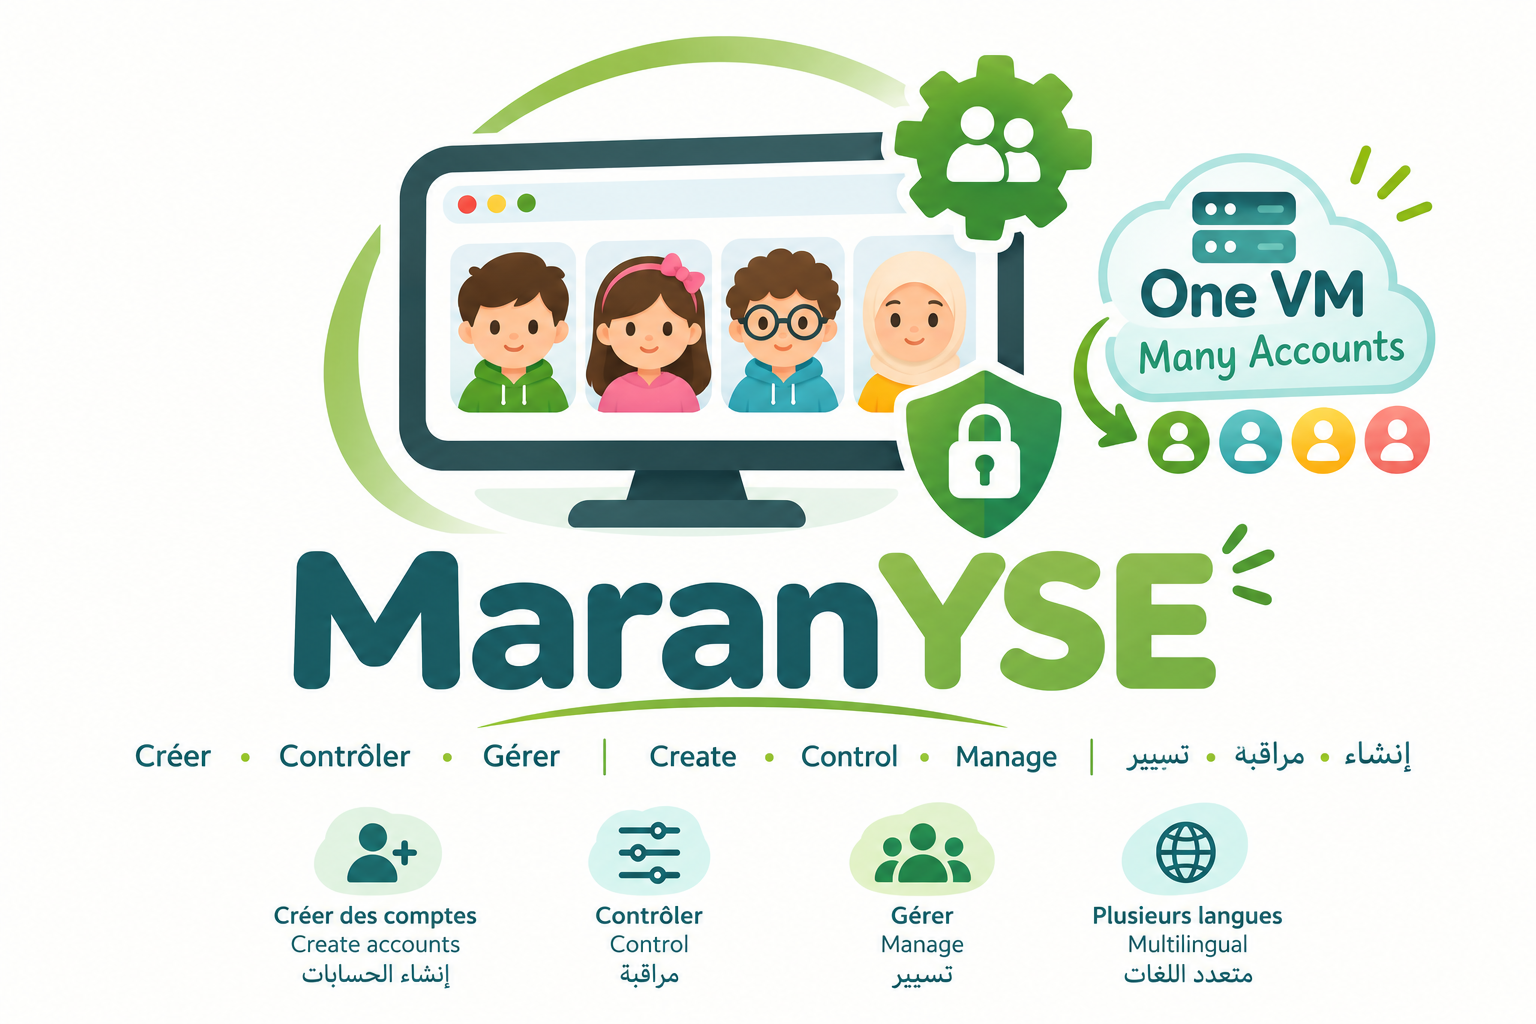 One VM
Many Accounts
MaranYSE
Créer • Contrôler • Gérer | Create • Control • Manage | إنشاء • مراقبة • تسيير
Créer des comptes
Create accounts
إنشاء الحسابات
Contrôler
Control
مراقبة
Gérer
Manage
تسيير
Plusieurs langues
Multilingual
متعدد اللغات